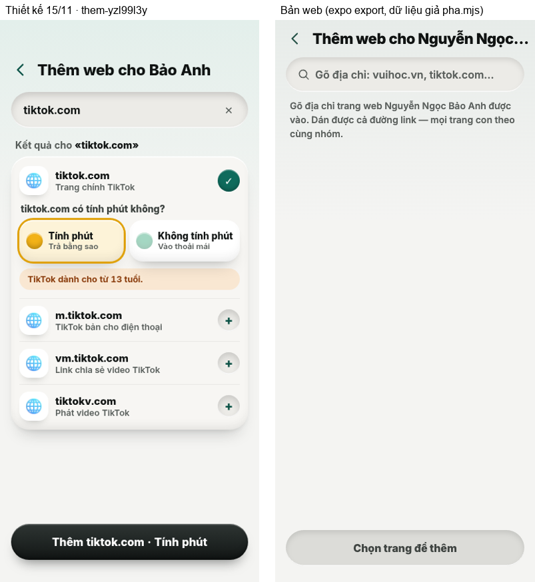 Thiết kế 15/11 · them-yzl99l3y
Thêm web cho Bảo Anh
tiktok.com
×
Kết quả cho «tiktok.com»
tiktok.com
Trang chính TikTok
✓
tiktok.com có tính phút không?
Tính phút
Trả bằng sao
Không tính phút
Vào thoải mái
TikTok dành cho từ 13 tuổi.
m.tiktok.com
TikTok bản cho điện thoại
+
vm.tiktok.com
Link chia sẻ video TikTok
+
tiktokv.com
Phát video TikTok
+
Thêm tiktok.com · Tính phút
Bản web (expo export, dữ liệu giả pha.mjs)
Thêm web cho Nguyễn Ngọc...
Gõ địa chỉ: vuihoc.vn, tiktok.com...
Gõ địa chỉ trang web Nguyễn Ngọc Bảo Anh được
vào. Dán được cả đường link — mọi trang con theo
cùng nhóm.
Chọn trang để thêm